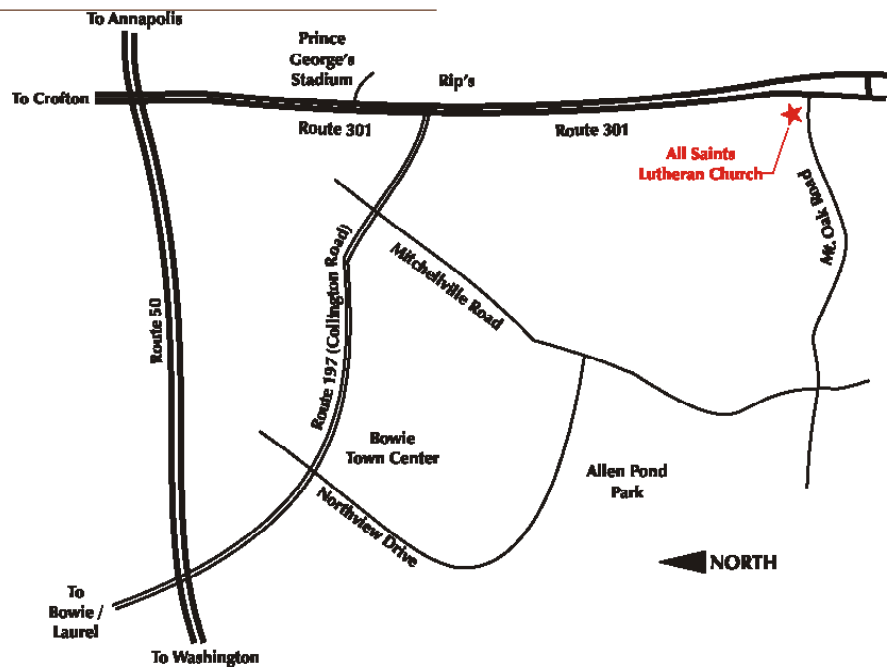 To Annapolis
Prince
George's
Stadium
Rip's
To Crofton
Route 301
Route 301
All Saints
Lutheran Church
Mt. Oak Road
Mitchellville Road
Route 50
Route 197 (Collington Road)
Bowie
Town Center
Allen Pond
Park
Northview Drive
NORTH
To
Bowie /
Laurel
To Washington